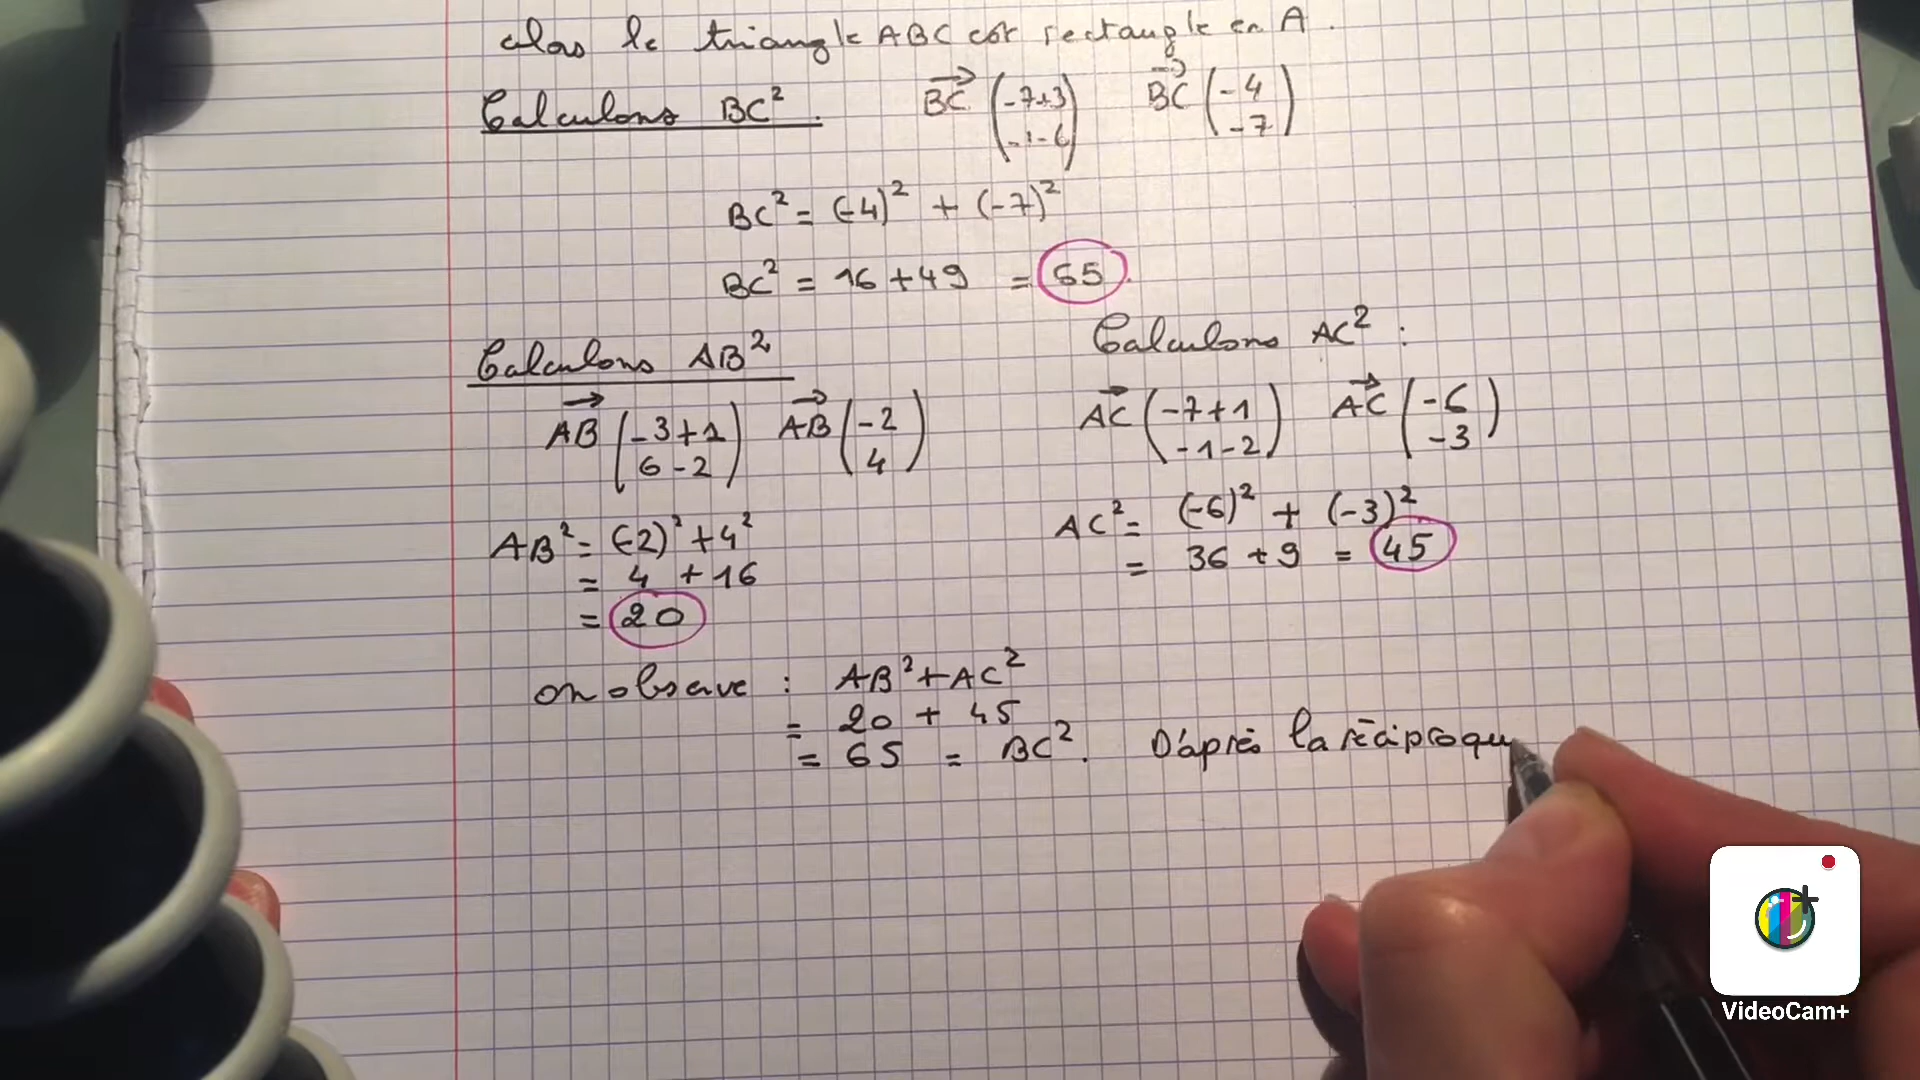 alors le triangle ABC est rectangle en A.
Calculons BC². BC (-7+3 BC (-4
-1-6) -7)
BC² = (-4)² + (-7)²
BC² = 16 + 49 = 65.
Calculons AB²
AB (-3+1 AB (-2
6-2) 4)
AB² = (-2)² + 4²
= 4 + 16
= 20
Calculons AC² :
AC (-7+1 AC (-6
-1-2) -3)
AC² = (-6)² + (-3)²
= 36 + 9 = 45
on observe : AB² + AC²
= 20 + 45
= 65 = BC². D'après la réciproqu
VideoCam+